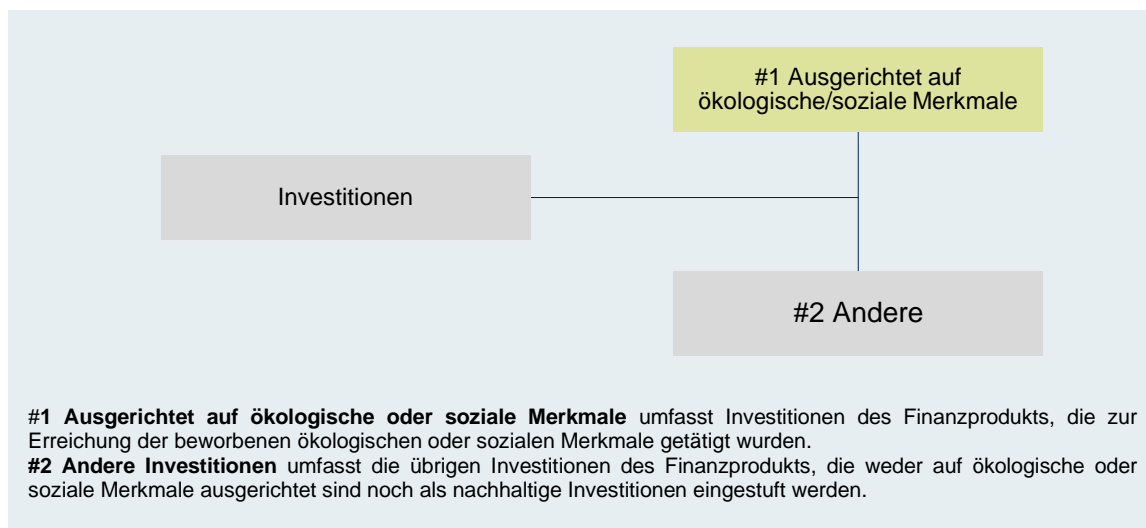 #1 Ausgerichtet auf
ökologische/soziale Merkmale
Investitionen
#2 Andere
#1 Ausgerichtet auf ökologische oder soziale Merkmale umfasst Investitionen des Finanzprodukts, die zur
Erreichung der beworbenen ökologischen oder sozialen Merkmale getätigt wurden.
#2 Andere Investitionen umfasst die übrigen Investitionen des Finanzprodukts, die weder auf ökologische oder
soziale Merkmale ausgerichtet sind noch als nachhaltige Investitionen eingestuft werden.